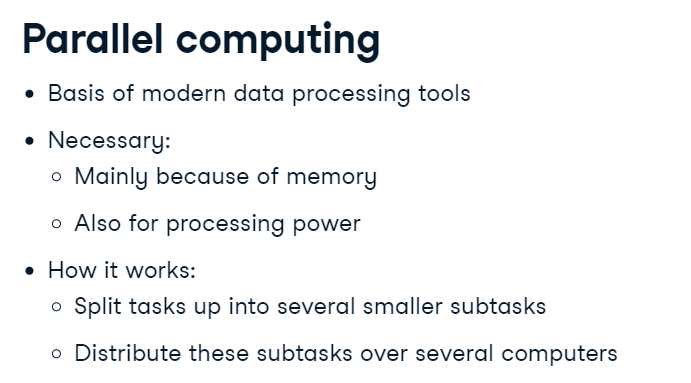 Parallel computing
• Basis of modern data processing tools
• Necessary:
○ Mainly because of memory
○ Also for processing power
• How it works:
○ Split tasks up into several smaller subtasks
○ Distribute these subtasks over several computers